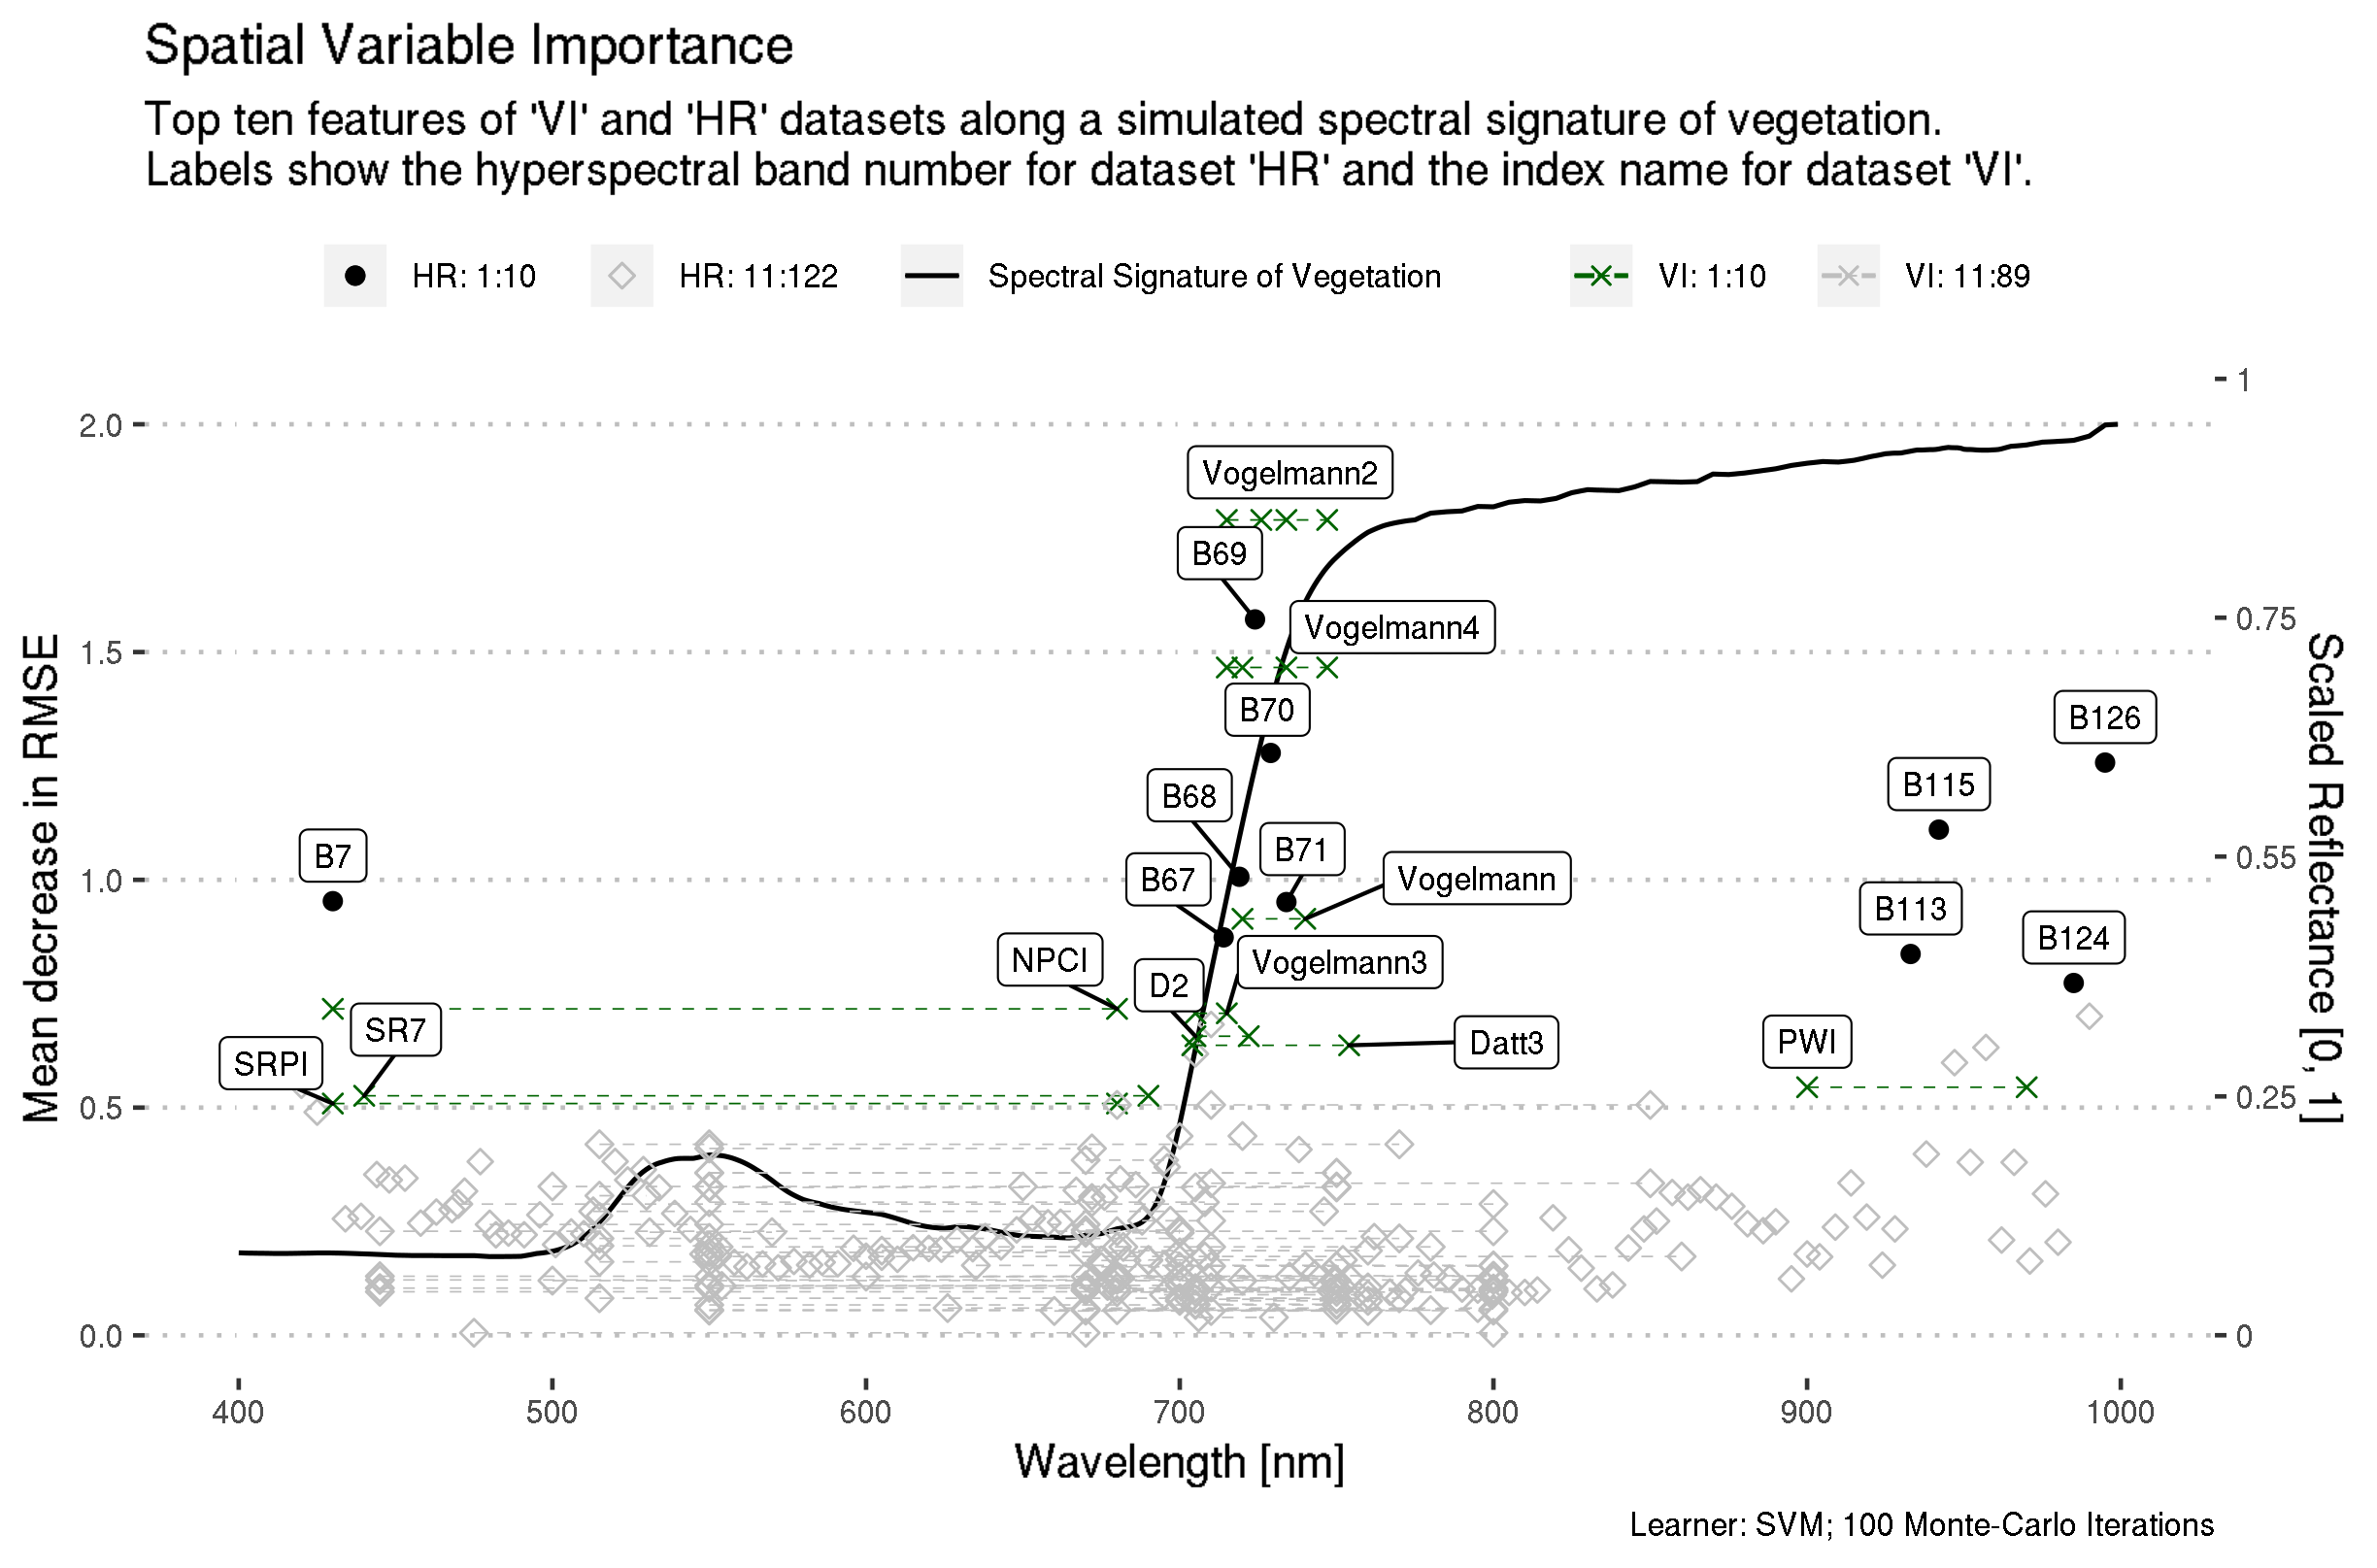 Spatial Variable Importance
Top ten features of 'VI' and 'HR' datasets along a simulated spectral signature of vegetation.
Labels show the hyperspectral band number for dataset 'HR' and the index name for dataset 'VI'.
HR: 1:10
HR: 11:122
Spectral Signature of Vegetation
VI: 1:10
VI: 11:89
Mean decrease in RMSE
2.0
1.5
1.0
0.5
0.0
1
0.75
0.55
0.25
0
Scaled Reflectance [0, 1]
Vogelmann2
B69
Vogelmann4
B70
B126
B115
B68
B7
B71
B67
Vogelmann
B113
B124
NPCI
Vogelmann3
D2
SR7
SRPI
Datt3
PWI
400
500
600
700
800
900
1000
Wavelength [nm]
Learner: SVM; 100 Monte-Carlo Iterations